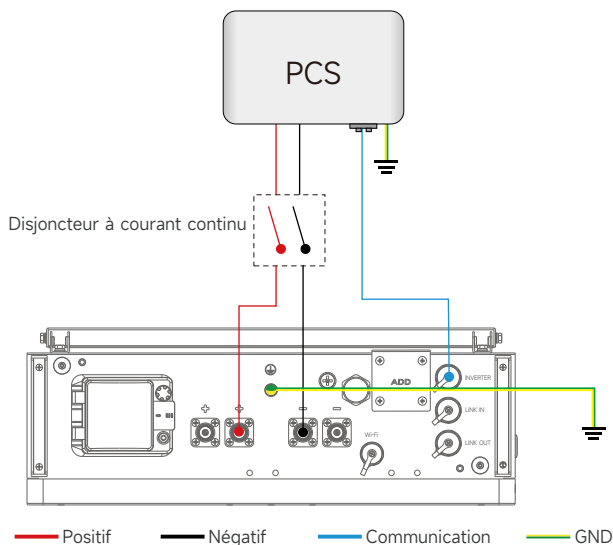 PCS
Disjoncteur à courant continu
ADD
INVERTER
+ + - -
LINK IN
Wi-Fi
LINK OUT
Positif Négatif Communication GND